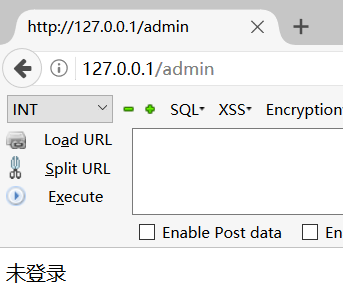 http://127.0.0.1/admin
127.0.0.1/admin
INT SQL XSS Encryption
Load URL
Split URL
Execute
Enable Post data En
未登录